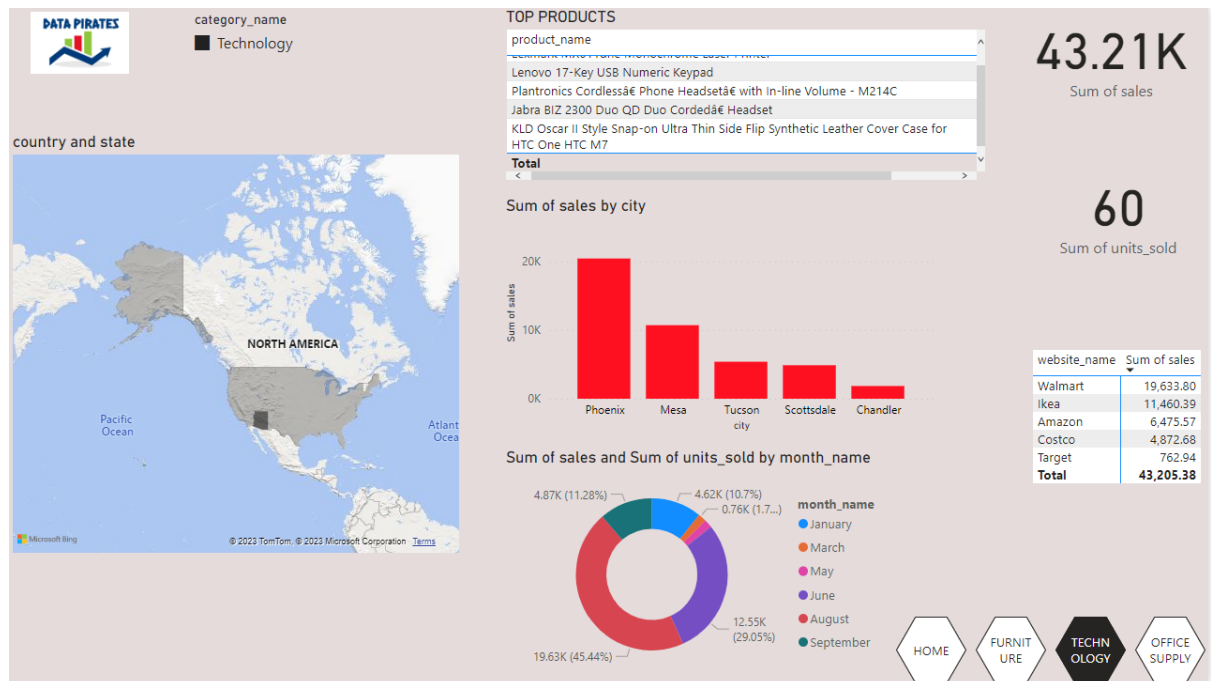 DATA PIRATES
category_name
Technology
country and state
NORTH AMERICA
Pacific
Ocean
Atlant
Ocea
Microsoft Bing
© 2023 TomTom, © 2023 Microsoft Corporation Terms
TOP PRODUCTS
product_name
Lenovo 17-Key USB Numeric Keypad
Plantronics Cordlessâ€ Phone Headsetâ€ with In-line Volume - M214C
Jabra BIZ 2300 Duo QD Duo Cordedâ€ Headset
KLD Oscar II Style Snap-on Ultra Thin Side Flip Synthetic Leather Cover Case for
HTC One HTC M7
Total
Sum of sales by city
Sum of sales
20K
10K
0K
Phoenix Mesa Tucson Scottsdale Chandler
city
Sum of sales and Sum of units_sold by month_name
4.87K (11.28%)
4.62K (10.7%)
0.76K (1.7...)
12.55K
(29.05%)
19.63K (45.44%)
month_name
January
March
May
June
August
September
43.21K
Sum of sales
60
Sum of units_sold
website_name Sum of sales
Walmart 19,633.80
Ikea 11,460.39
Amazon 6,475.57
Costco 4,872.68
Target 762.94
Total 43,205.38
HOME
FURNIT
URE
TECHN
OLOGY
OFFICE
SUPPLY